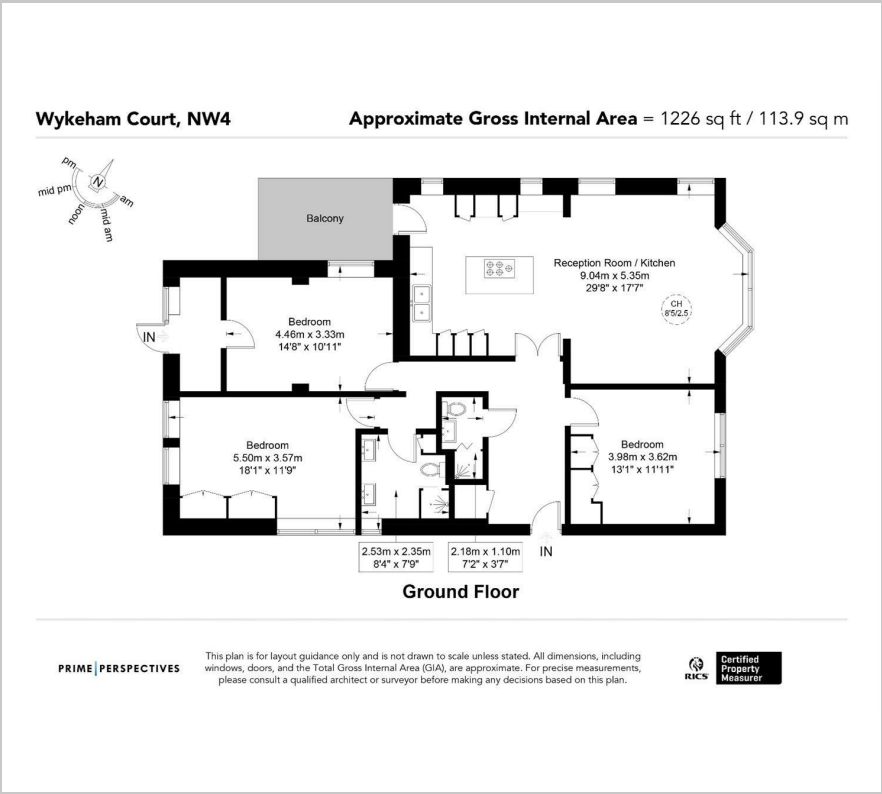 Wykeham Court, NW4
Approximate Gross Internal Area = 1226 sq ft / 113.9 sq m
pm
mid pm
noon
mid am
am
N
Balcony
Reception Room / Kitchen
9.04m x 5.35m
29'8" x 17'7"
CH
8'5/2.5
IN
Bedroom
4.46m x 3.33m
14'8" x 10'11"
Bedroom
5.50m x 3.57m
18'1" x 11'9"
Bedroom
3.98m x 3.62m
13'1" x 11'11"
2.53m x 2.35m
8'4" x 7'9"
2.18m x 1.10m
7'2" x 3'7"
IN
Ground Floor
PRIME|PERSPECTIVES
This plan is for layout guidance only and is not drawn to scale unless stated. All dimensions, including
windows, doors, and the Total Gross Internal Area (GIA), are approximate. For precise measurements,
please consult a qualified architect or surveyor before making any decisions based on this plan.
RICS
Certified
Property
Measurer